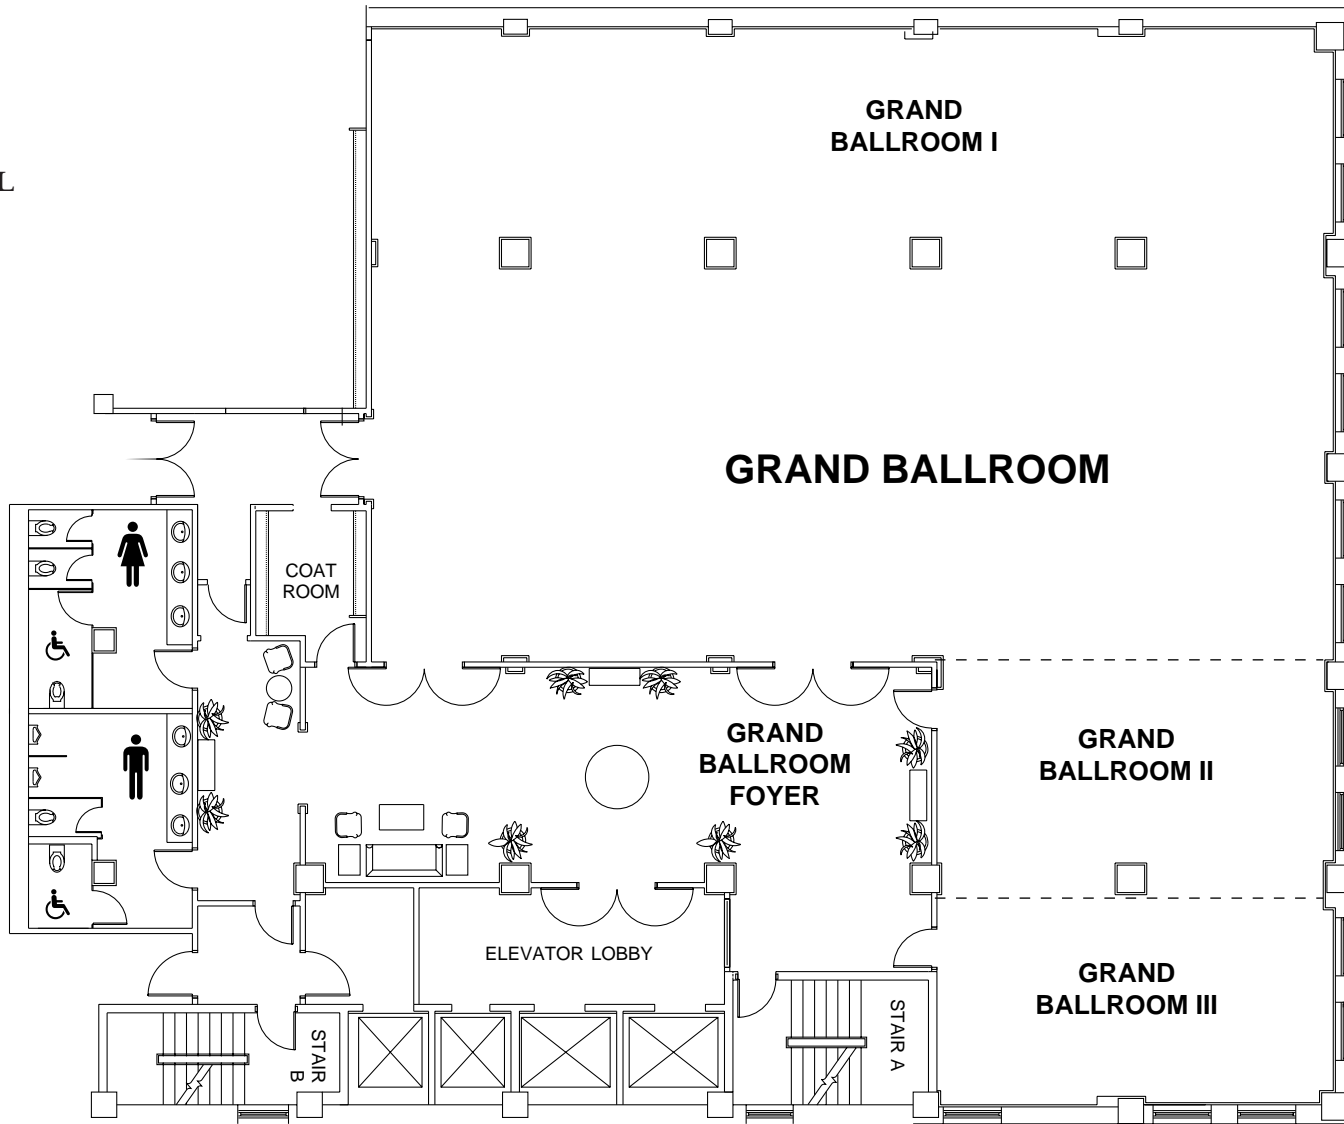 GRAND
BALLROOM I
L
GRAND BALLROOM
COAT
ROOM
GRAND
BALLROOM
FOYER
GRAND
BALLROOM II
ELEVATOR LOBBY
GRAND
BALLROOM III
STAIR A
STAIR
B